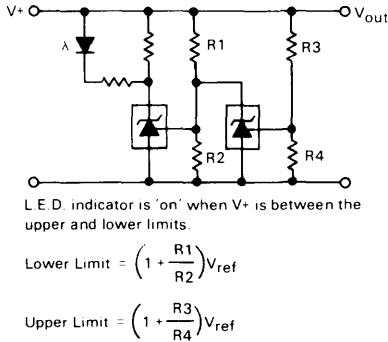 V+
Vout
λ
R1
R3
R2
R4
L.E.D. indicator is 'on' when V+ is between the
upper and lower limits.
Lower Limit = (1 + R1/R2)Vref
Upper Limit = (1 + R3/R4)Vref